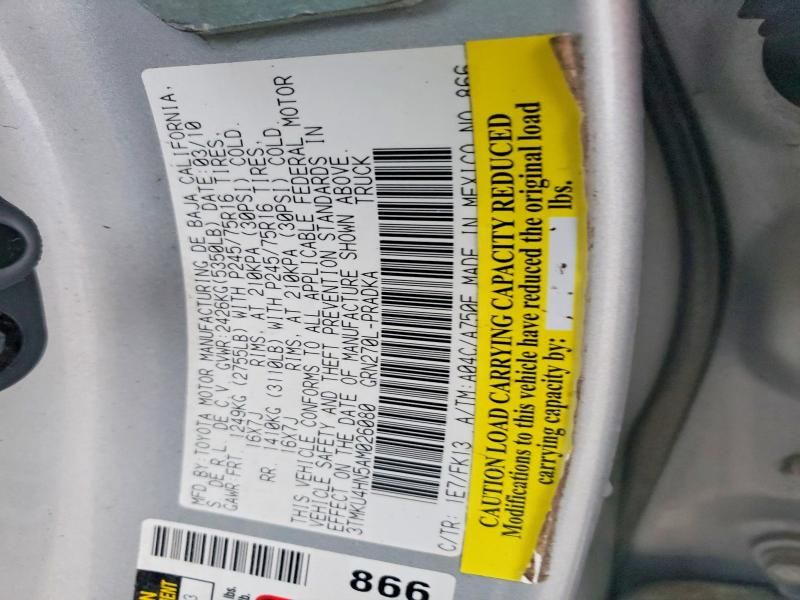 MFD BY: TOYOTA MOTOR MANUFACTURING DE BAJA CALIFORNIA,
S. DE R.L. DE C.V. GVWR:2426KG(5350LB) DATE:03/10
GAWR:FRT. 1249KG (2755LB) WITH P245/75R16 TIRES,
16X7J RIMS, AT 210KPA (30PSI) COLD.
RR. 1410KG (3110LB) WITH P245/75R16 TIRES,
16X7J RIMS, AT 210KPA (30PSI) COLD.
THIS VEHICLE CONFORMS TO ALL APPLICABLE FEDERAL MOTOR
VEHICLE SAFETY AND THEFT PREVENTION STANDARDS IN
EFFECT ON THE DATE OF MANUFACTURE SHOWN ABOVE.
3TMKU4HN5AM026080 GRN270L-PRADKA TRUCK
C/TR: 1E7/FK13 A/TM:A04C/A750F MADE IN MEXICO NO 866
CAUTION LOAD CARRYING CAPACITY REDUCED
Modifications to this vehicle have reduced the original load
carrying capacity by: lbs.
866
lbs.